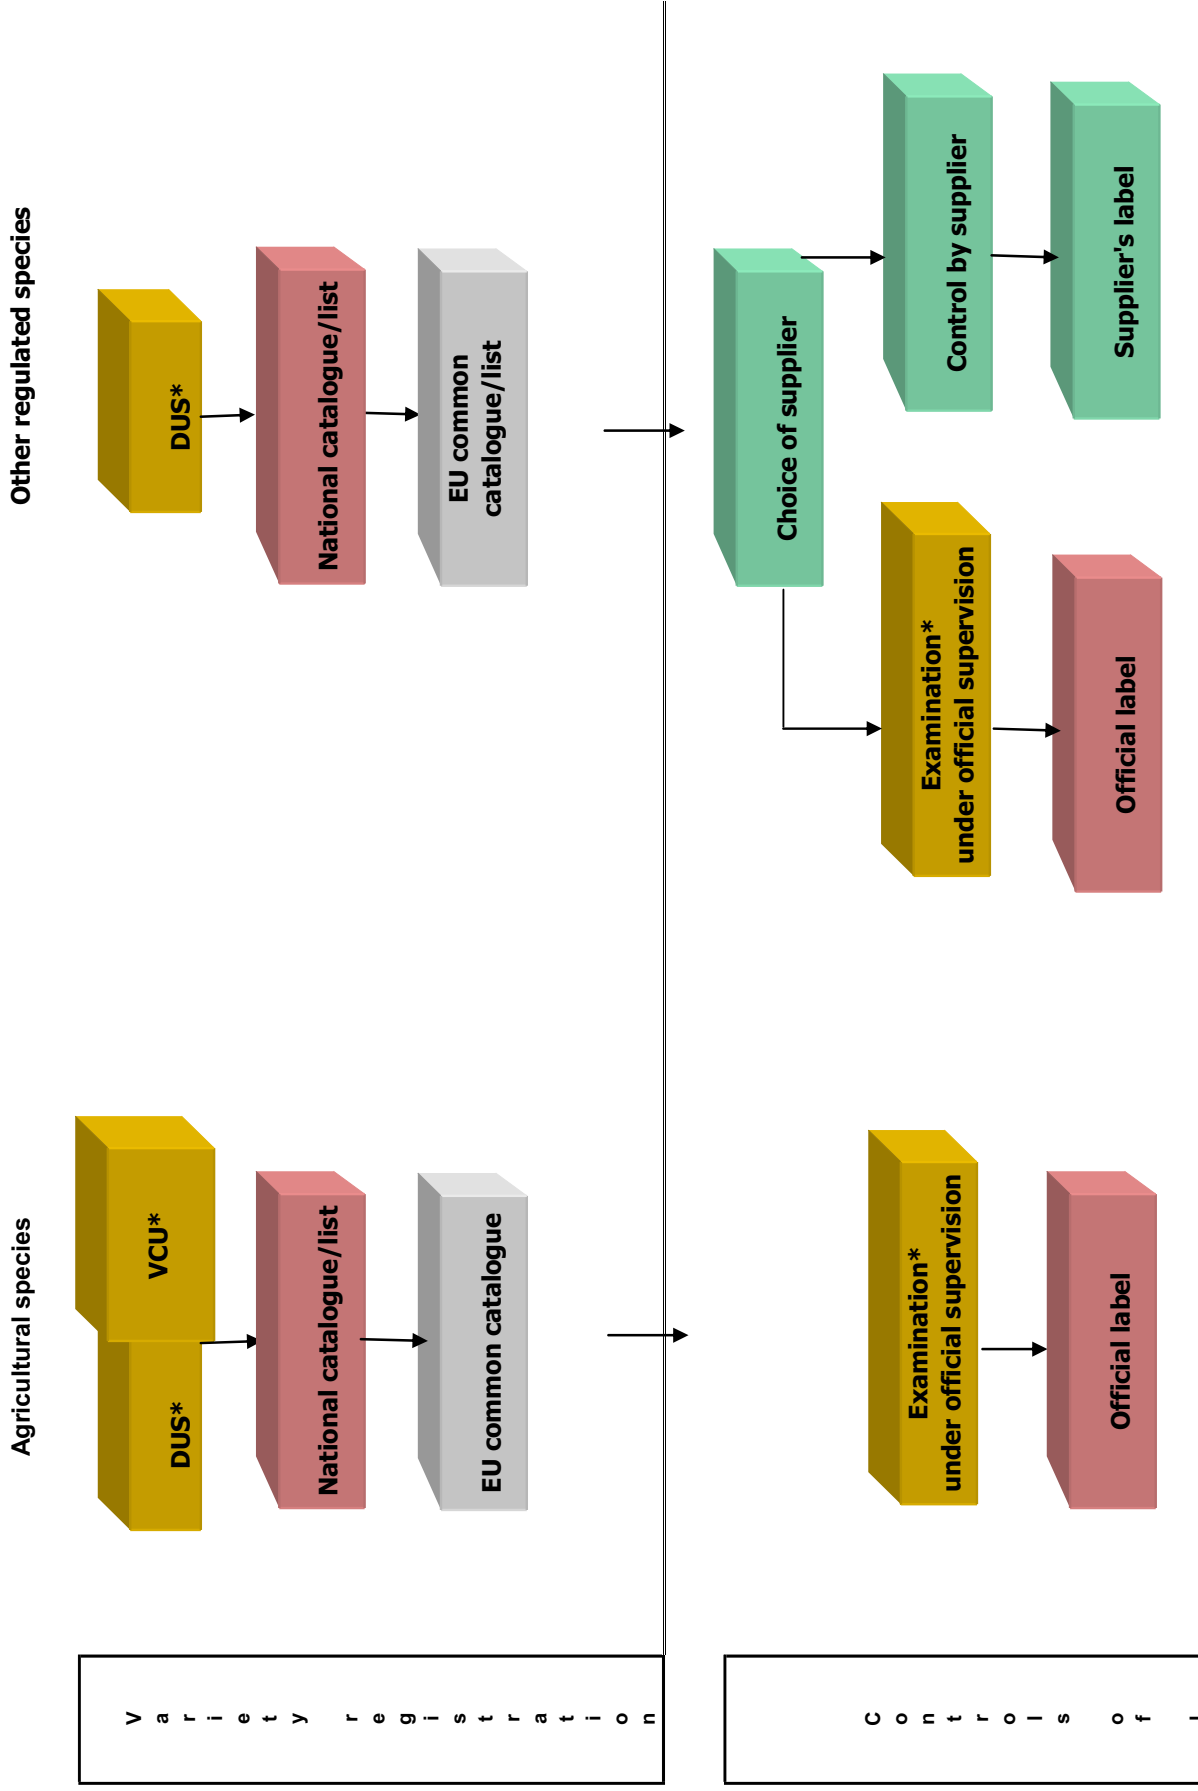 Agricultural species
Other regulated species
Variety registration
DUS*
VCU*
National catalogue/list
EU common catalogue
DUS*
National catalogue/list
EU common
catalogue/list
Controls of
Examination*
under official supervision
Official label
Choice of supplier
Examination*
under official supervision
Official label
Control by supplier
Supplier's label